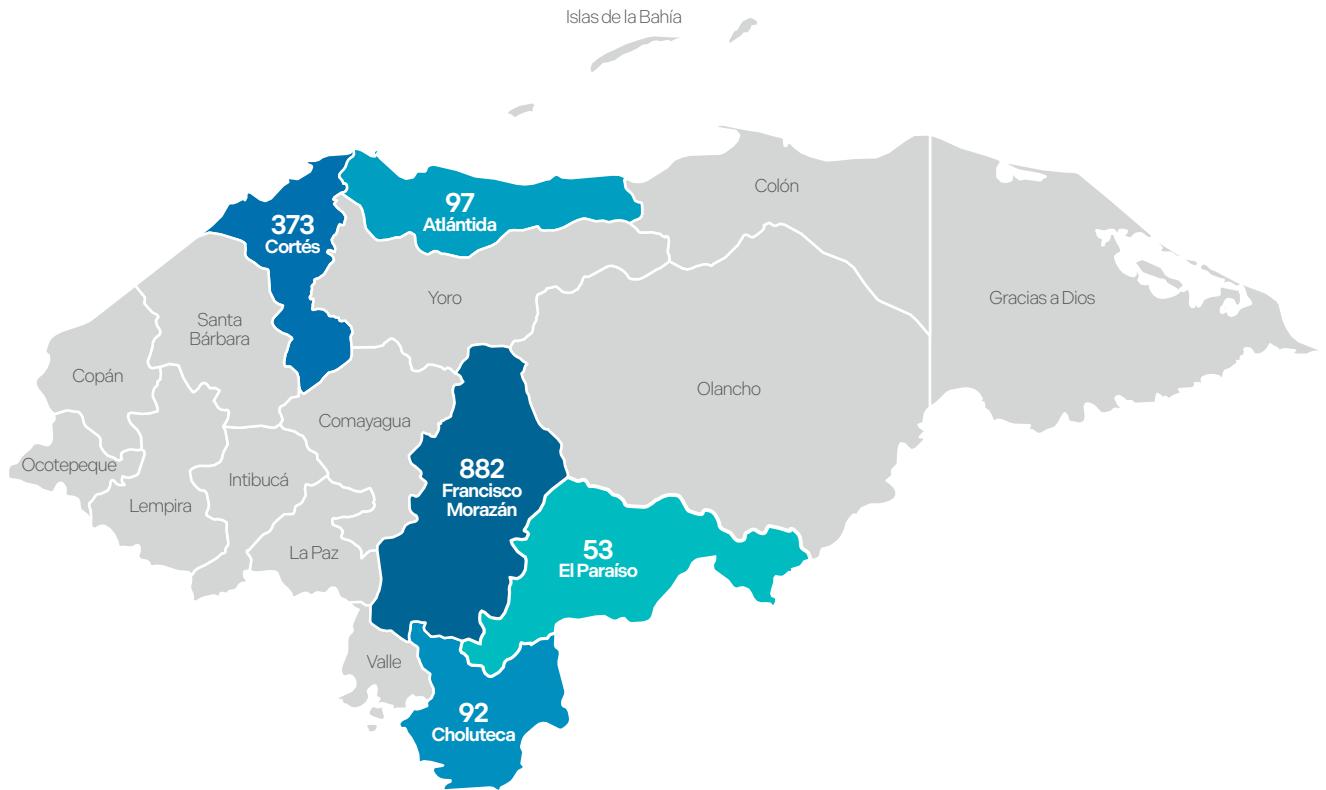 Islas de la Bahía
Colón
97
Atlántida
373
Cortés
Yoro
Gracias a Dios
Santa
Bárbara
Copán
Olancho
Comayagua
Ocotepeque
882
Francisco
Morazán
Intibucá
Lempira
La Paz
53
El Paraíso
Valle
92
Choluteca